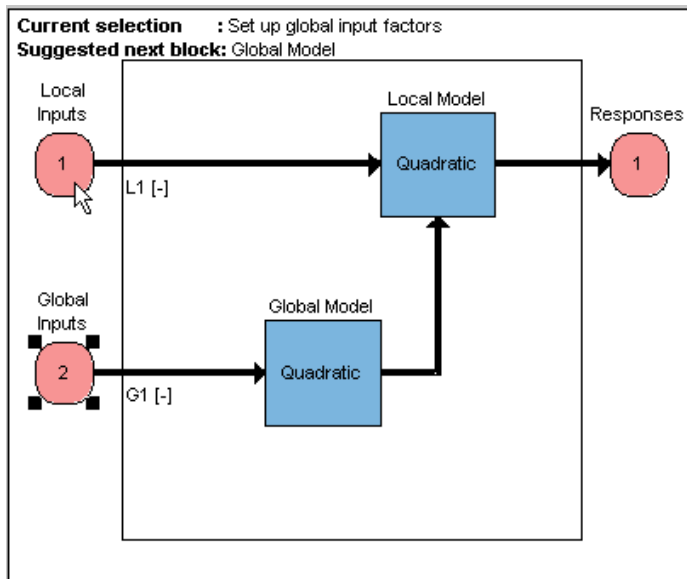 Current selection : Set up global input factors
Suggested next block: Global Model
Local
Inputs
Local Model
Responses
1
Quadratic
1
L1 [-]
Global
Inputs
Global Model
2
Quadratic
G1 [-]